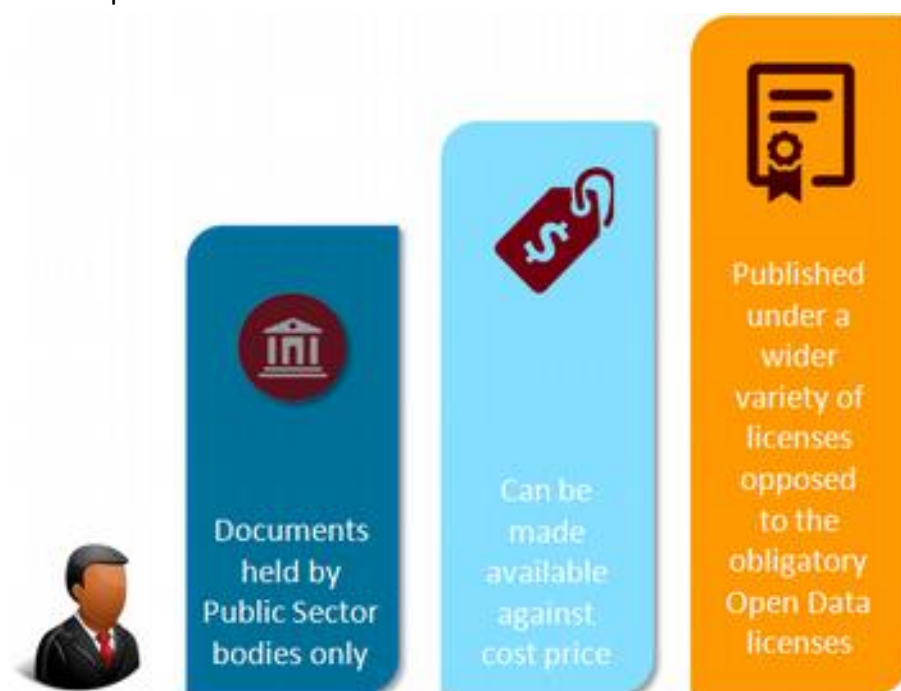 Documents
held by
Public Sector
bodies only
Can be
made
available
against
cost price
Published
under a
wider
variety of
licenses
opposed
to the
obligatory
Open Data
licenses